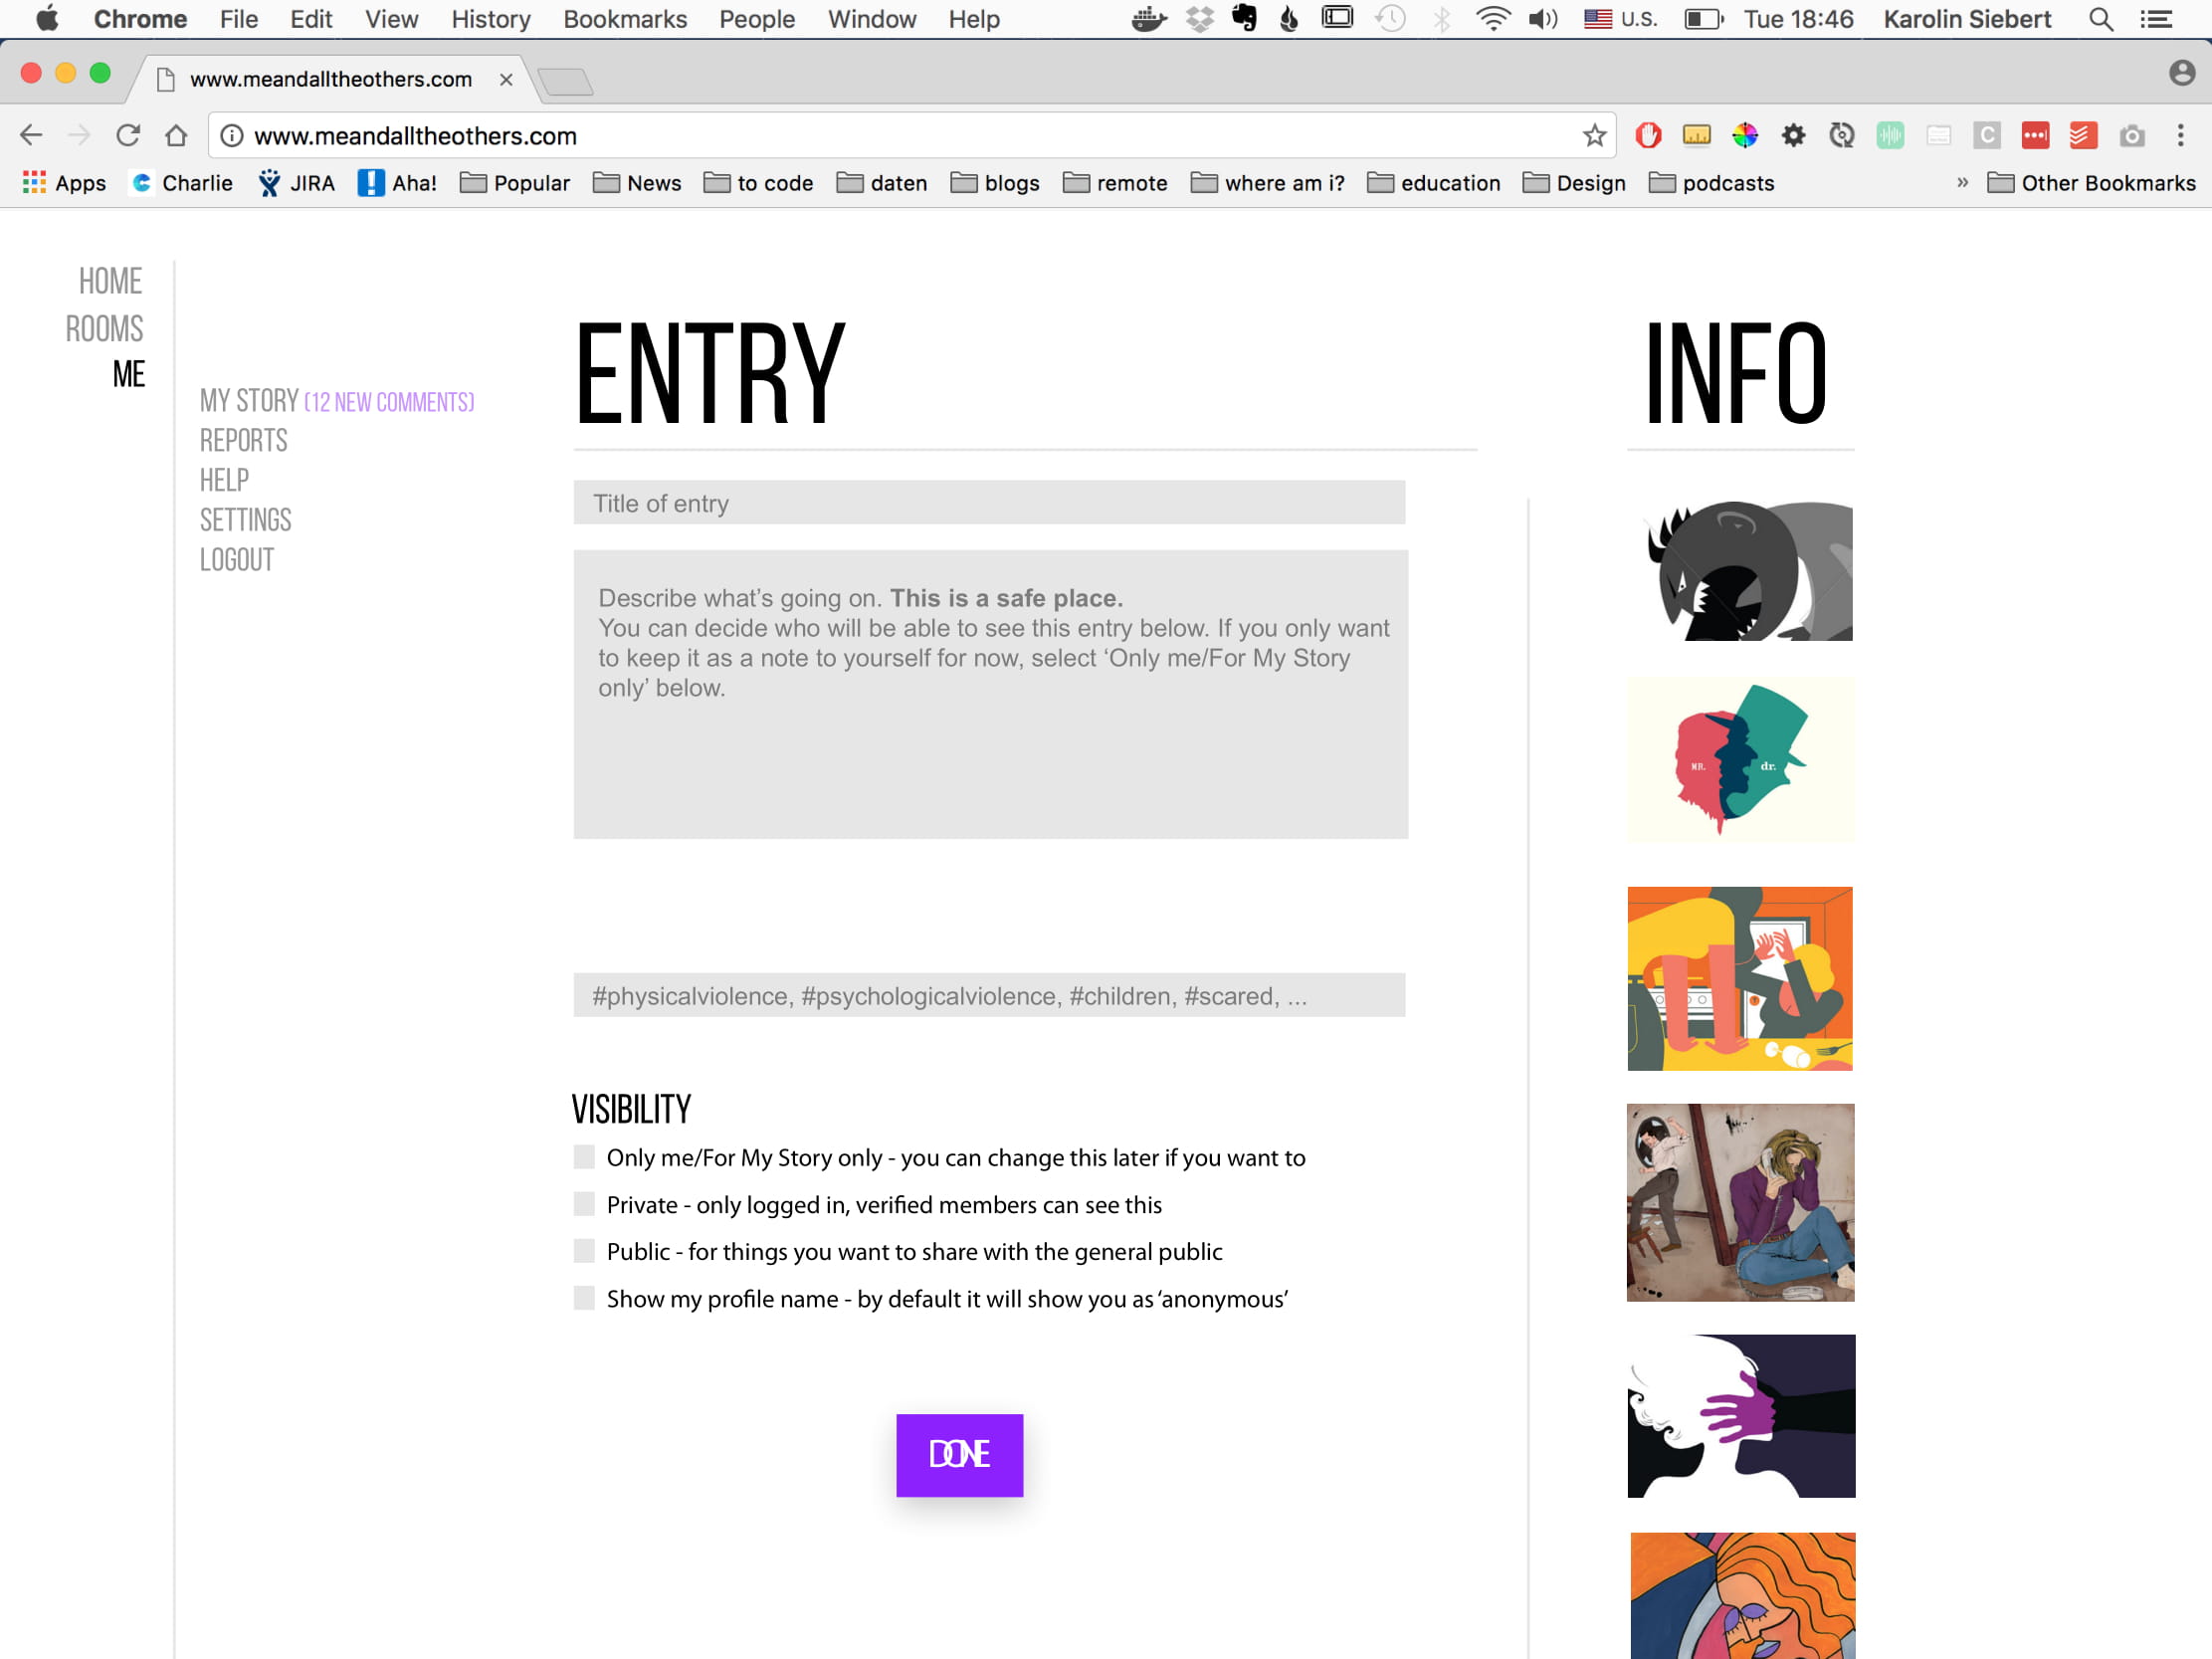 Chrome File Edit View History Bookmarks People Window Help U.S. Tue 18:46 Karolin Siebert
www.meandalltheothers.com
www.meandalltheothers.com
Apps Charlie JIRA Aha! Popular News to code daten blogs remote where am i? education Design podcasts » Other Bookmarks
HOME
ROOMS
ME
MY STORY (12 NEW COMMENTS)
REPORTS
HELP
SETTINGS
LOGOUT
ENTRY
Title of entry
Describe what’s going on. This is a safe place.
You can decide who will be able to see this entry below. If you only want
to keep it as a note to yourself for now, select ‘Only me/For My Story
only’ below.
#physicalviolence, #psychologicalviolence, #children, #scared, ...
VISIBILITY
Only me/For My Story only - you can change this later if you want to
Private - only logged in, verified members can see this
Public - for things you want to share with the general public
Show my profile name - by default it will show you as ‘anonymous’
DONE
INFO
MR. dr.